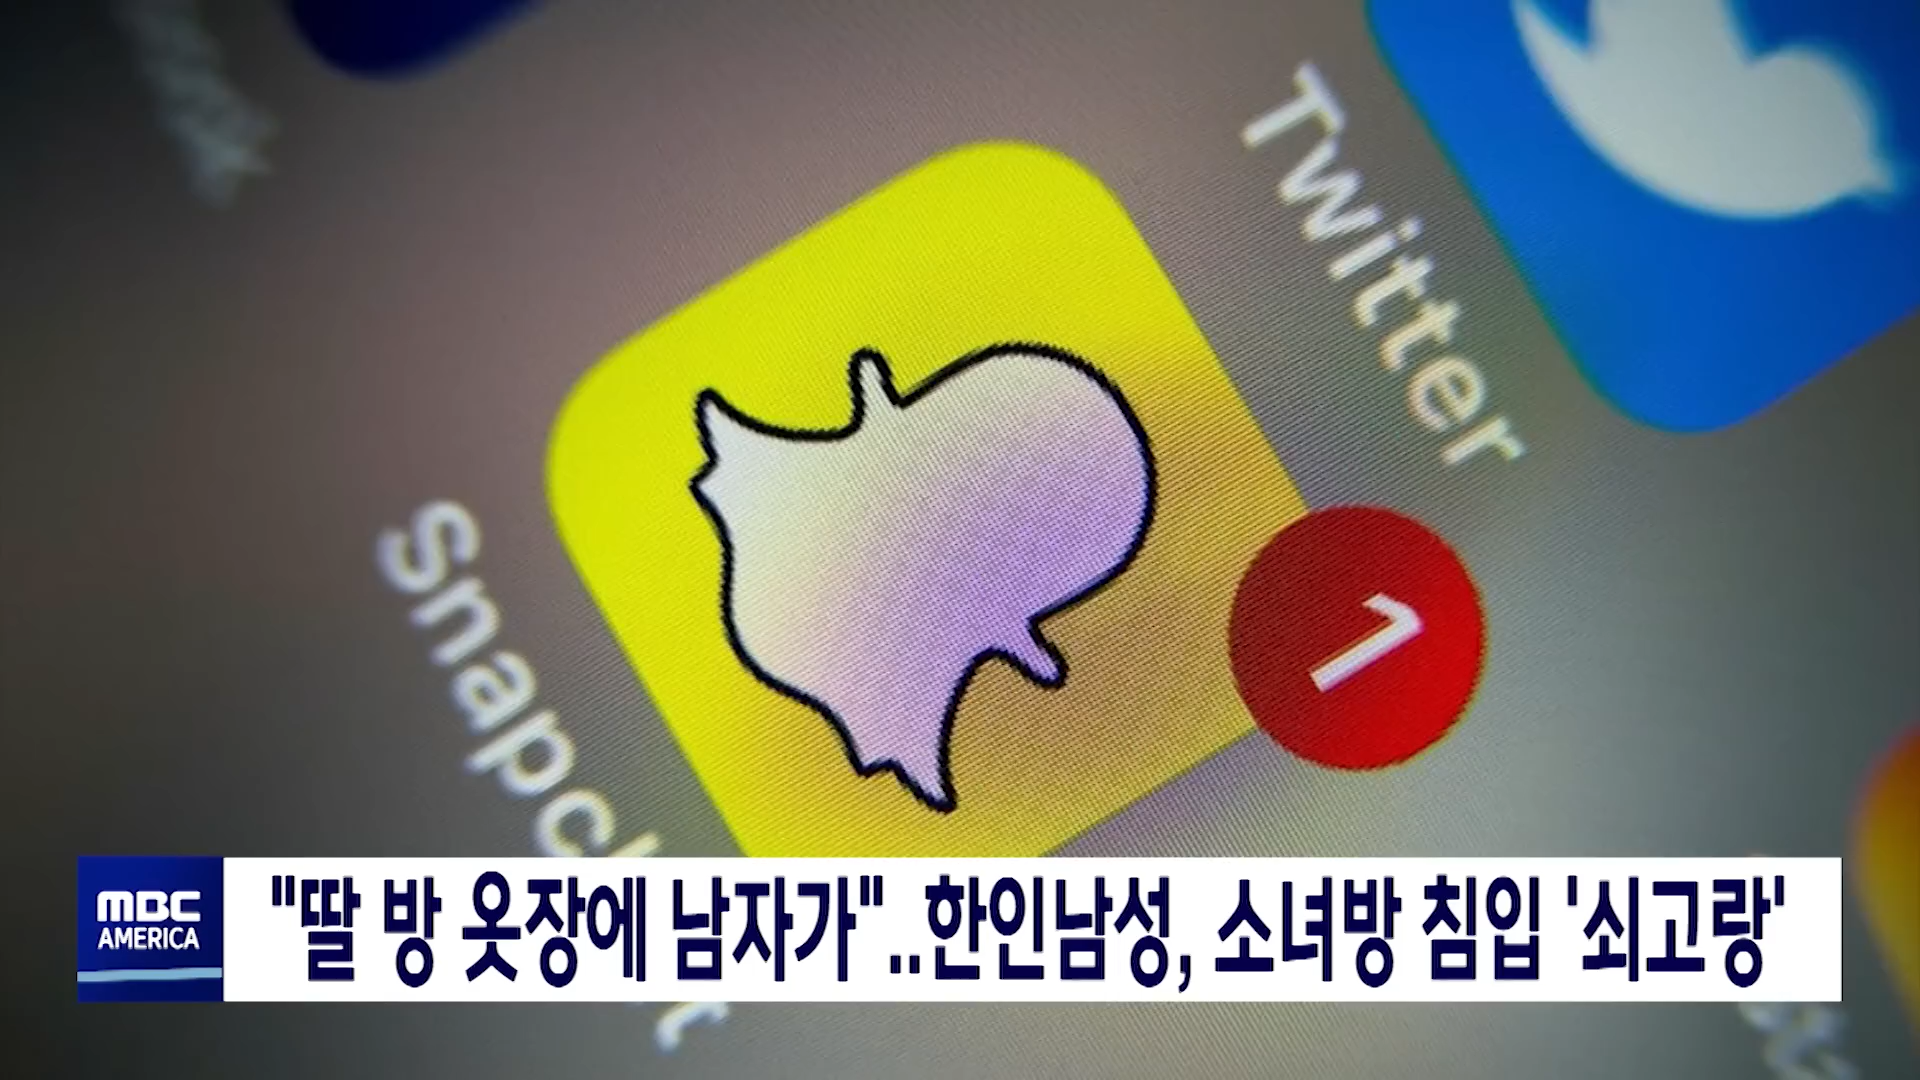 Twitter
1
Snapch
MBC
AMERICA
"딸 방 옷장에 남자가"..한인남성, 소녀방 침입 '쇠고랑'